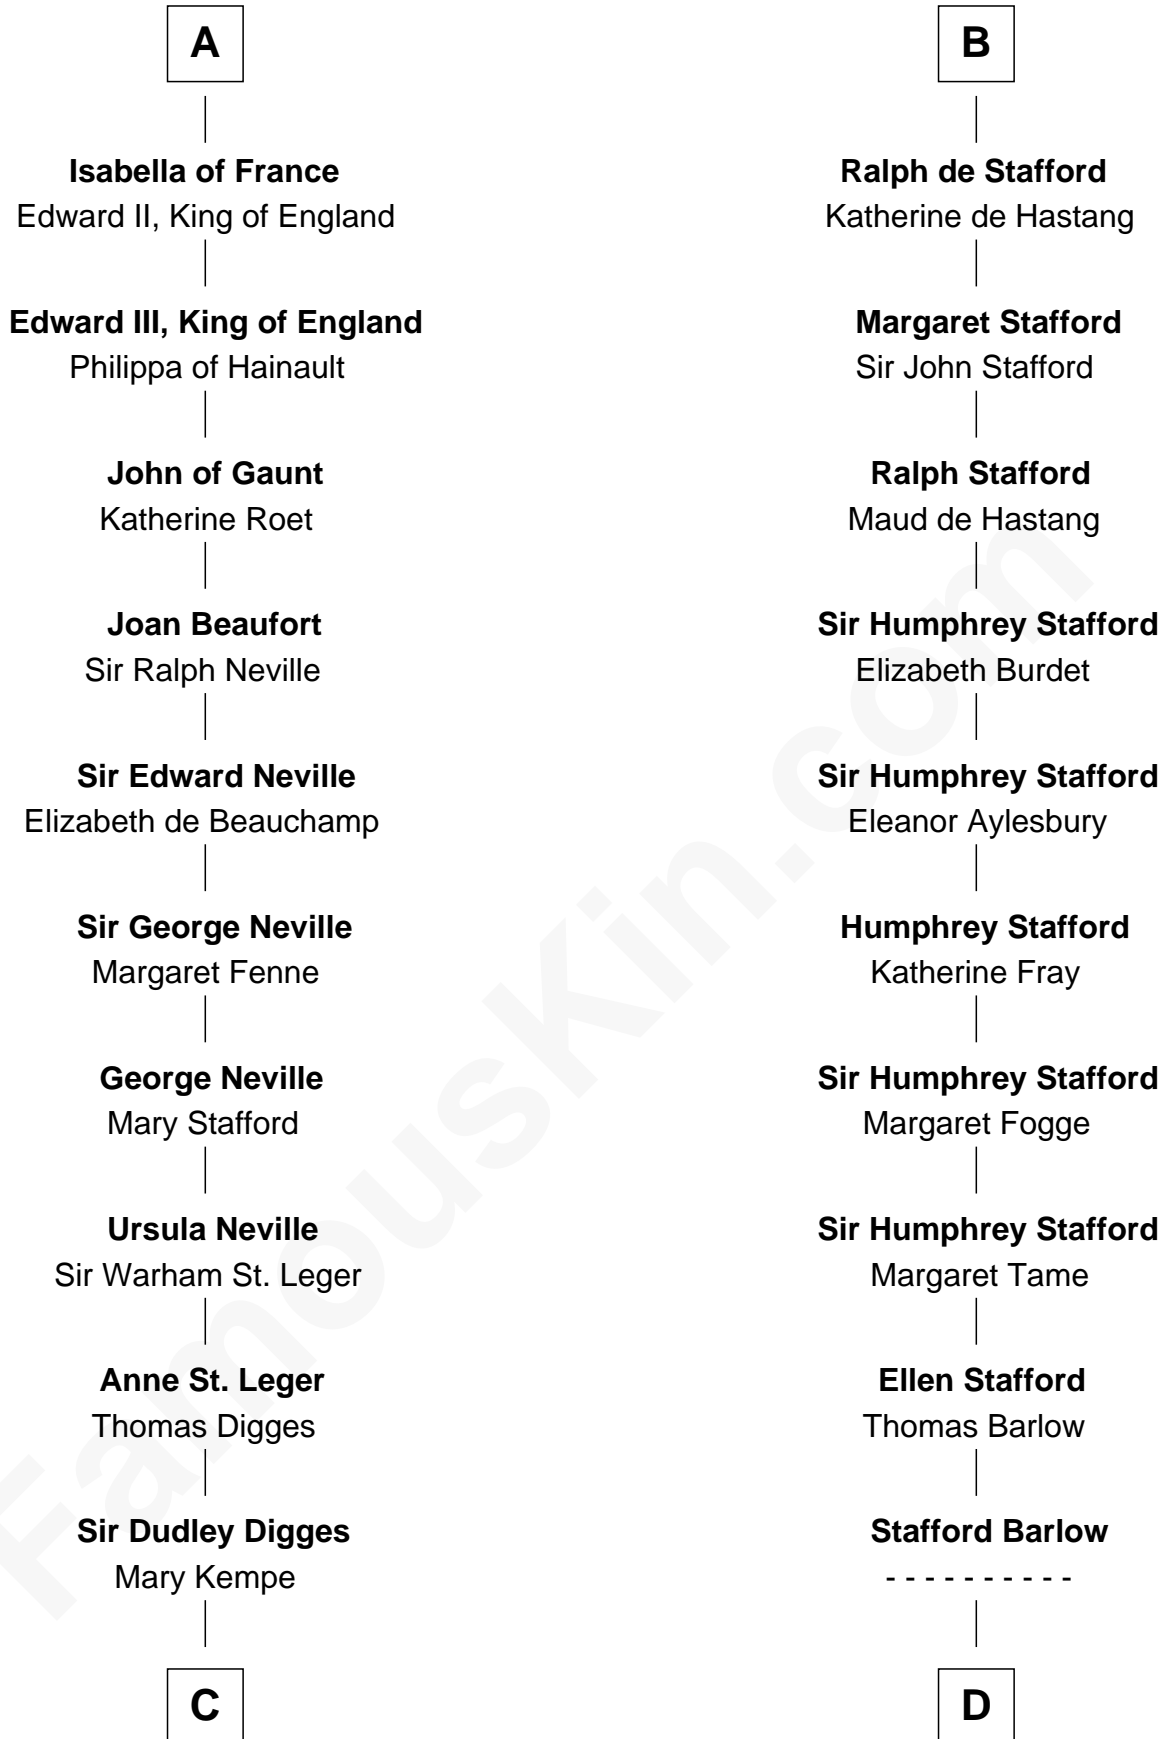 A
Isabella of France
Edward II, King of England
Edward III, King of England
Philippa of Hainault
John of Gaunt
Katherine Roet
Joan Beaufort
Sir Ralph Neville
Sir Edward Neville
Elizabeth de Beauchamp
Sir George Neville
Margaret Fenne
George Neville
Mary Stafford
Ursula Neville
Sir Warham St. Leger
Anne St. Leger
Thomas Digges
Sir Dudley Digges
Mary Kempe
C
B
Ralph de Stafford
Katherine de Hastang
Margaret Stafford
Sir John Stafford
Ralph Stafford
Maud de Hastang
Sir Humphrey Stafford
Elizabeth Burdet
Sir Humphrey Stafford
Eleanor Aylesbury
Humphrey Stafford
Katherine Fray
Sir Humphrey Stafford
Margaret Fogge
Sir Humphrey Stafford
Margaret Tame
Ellen Stafford
Thomas Barlow
Stafford Barlow
- - - - - - - - - -
D
FamousKin.com